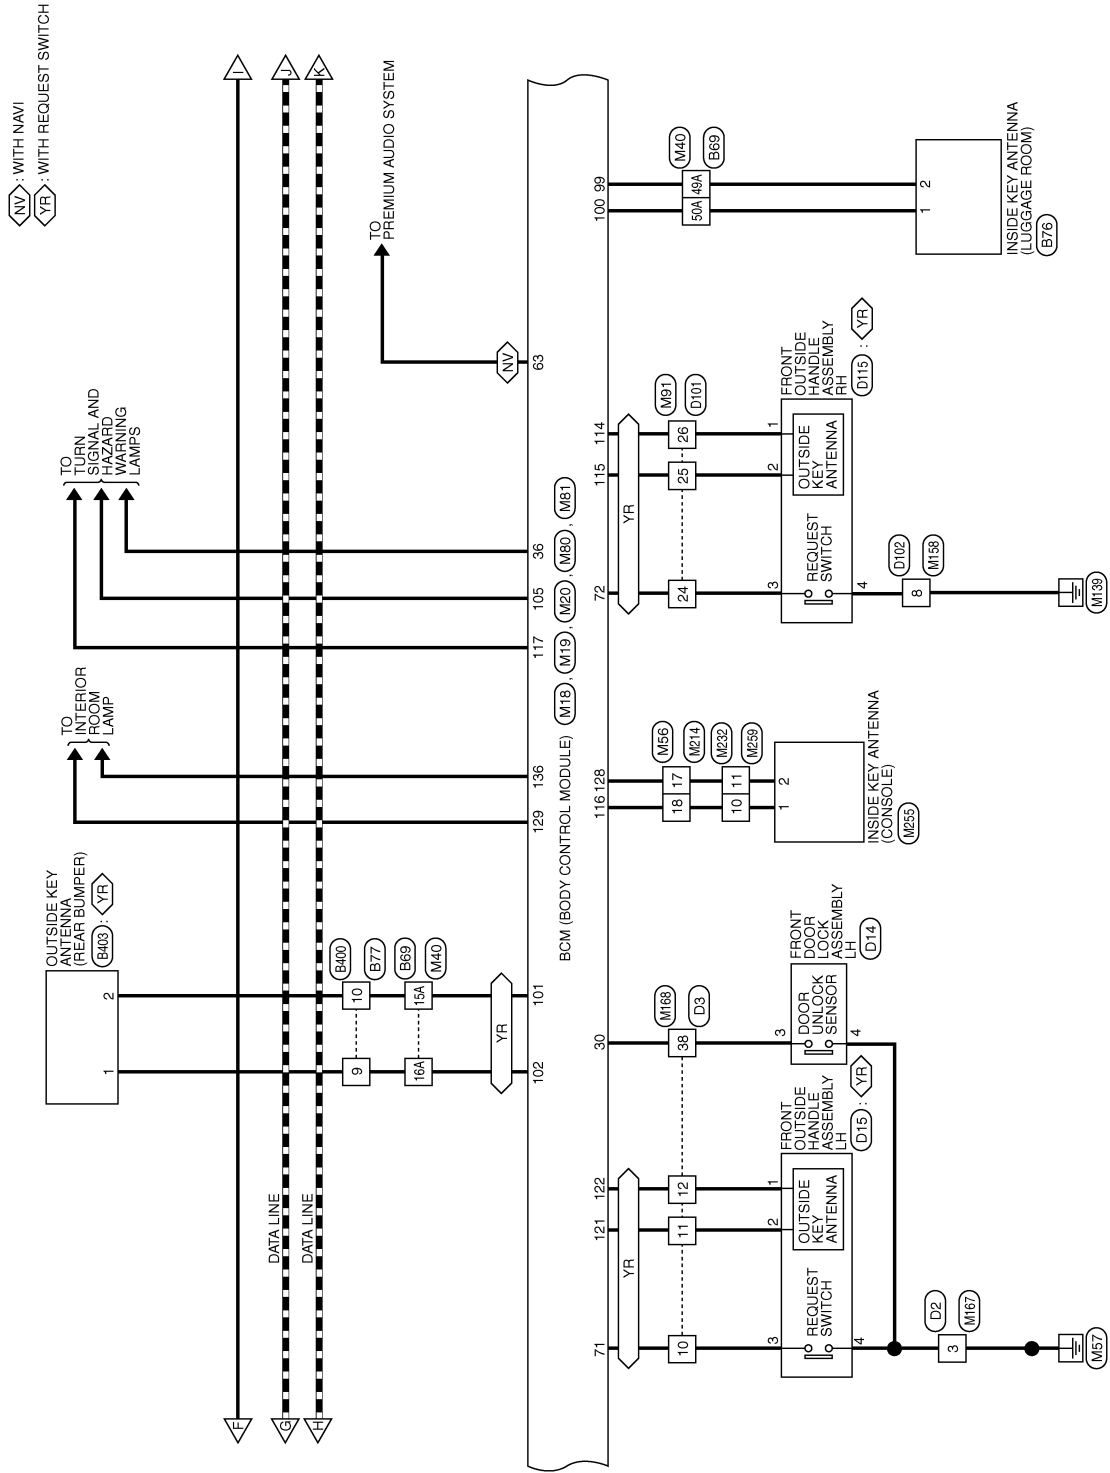 NV : WITH NAVI
YR : WITH REQUEST SWITCH
F
I
DATA LINE
G
J
DATA LINE
H
K
OUTSIDE KEY
ANTENNA
(REAR BUMPER)
B403 : YR
1
2
9
10
B400
B77
16A
15A
B69
M40
YR
102
101
TO
INTERIOR
ROOM
LAMP
129
136
TO
TURN
SIGNAL AND
HAZARD
WARNING
LAMPS
117
105
36
TO
PREMIUM AUDIO SYSTEM
NV
63
BCM (BODY CONTROL MODULE) M18 , M19 , M20 , M80 , M81
71
121
122
30
YR
10
11
12
38
M168
D3
3
2
1
REQUEST
SWITCH
OUTSIDE
KEY
ANTENNA
4
FRONT
OUTSIDE
HANDLE
ASSEMBLY
LH
D15 : YR
3
DOOR
UNLOCK
SENSOR
4
FRONT
DOOR
LOCK
ASSEMBLY
LH
D14
3
D2
M167
M57
116
128
18
17
M56
M214
10
11
M232
M259
1
2
INSIDE KEY ANTENNA
(CONSOLE)
M255
72
115
114
YR
24
25
26
M91
D101
3
2
1
REQUEST
SWITCH
OUTSIDE
KEY
ANTENNA
4
FRONT
OUTSIDE
HANDLE
ASSEMBLY
RH
D115 : YR
8
D102
M158
M139
100
99
50A
49A
M40
B69
1
2
INSIDE KEY ANTENNA
(LUGGAGE ROOM)
B76